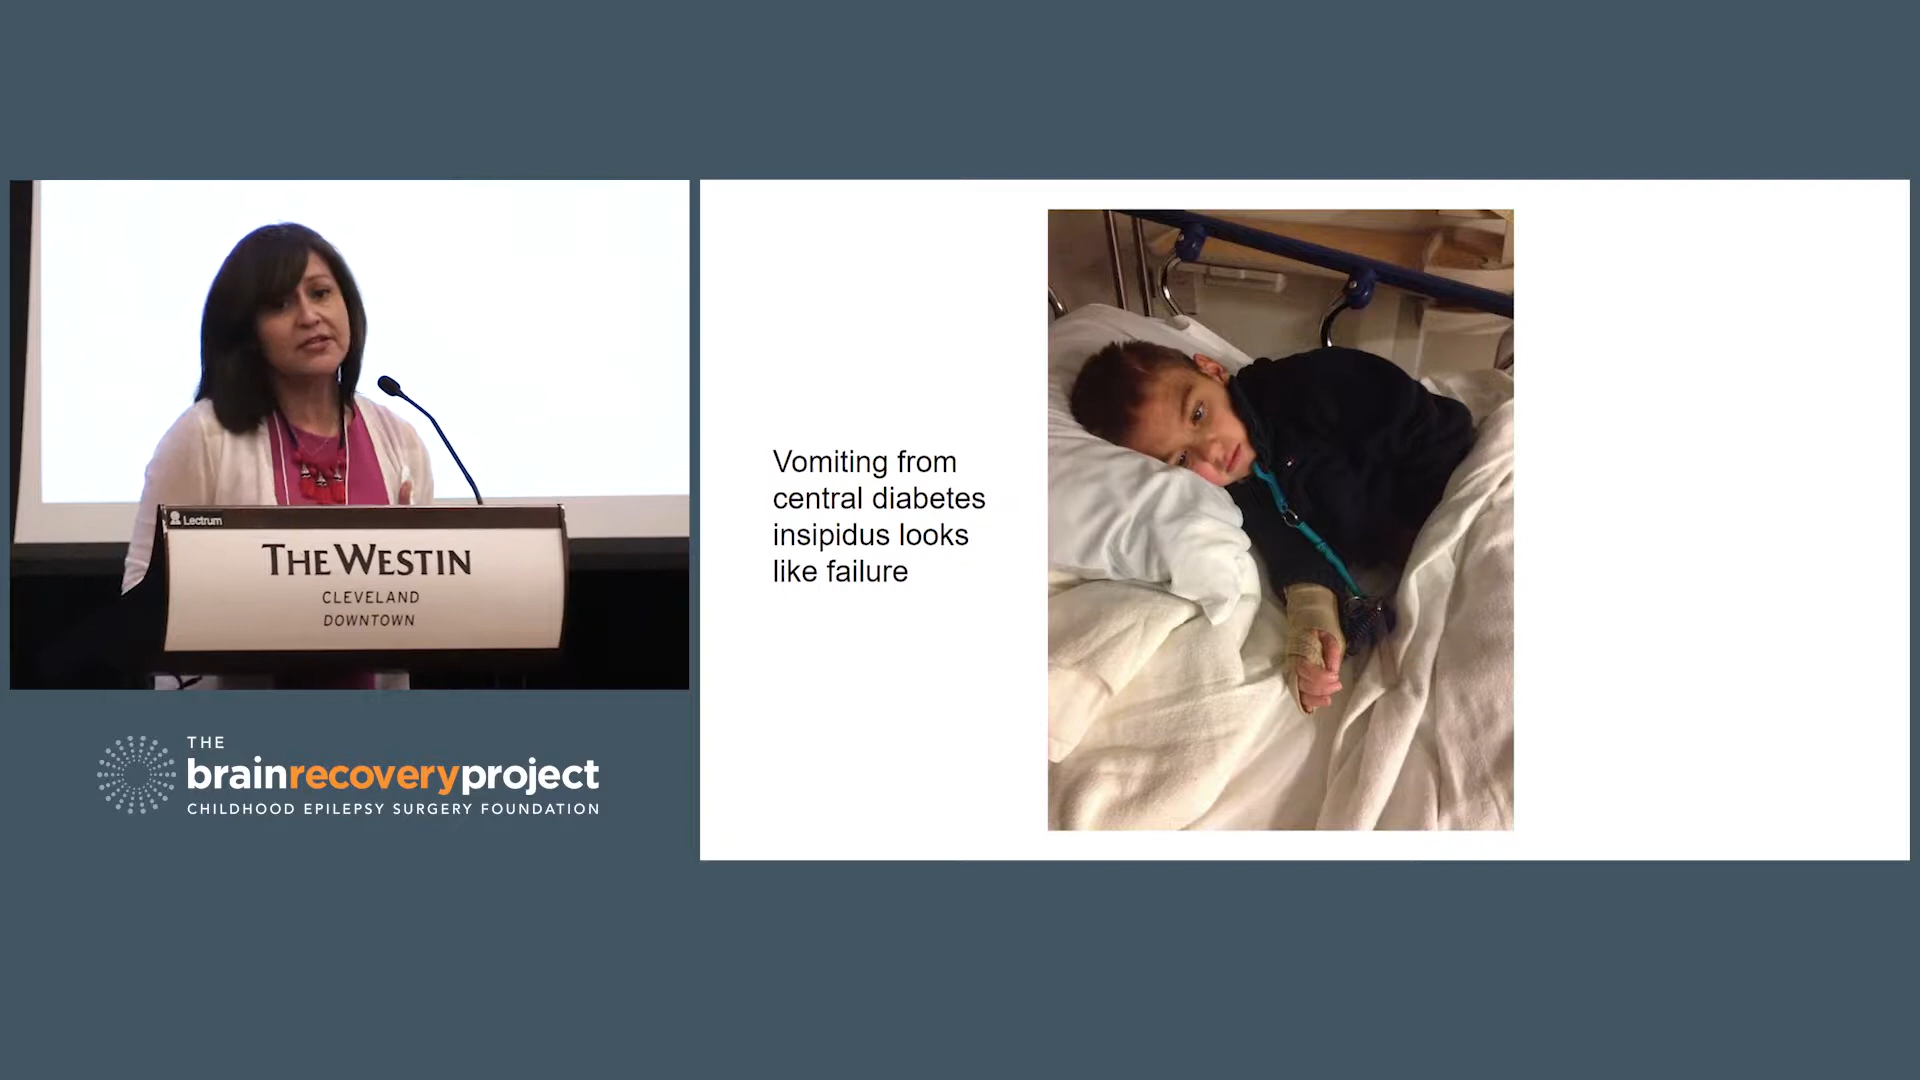 Lectrum
THE WESTIN
CLEVELAND
DOWNTOWN
THE
brainrecoveryproject
CHILDHOOD EPILEPSY SURGERY FOUNDATION
Vomiting from
central diabetes
insipidus looks
like failure